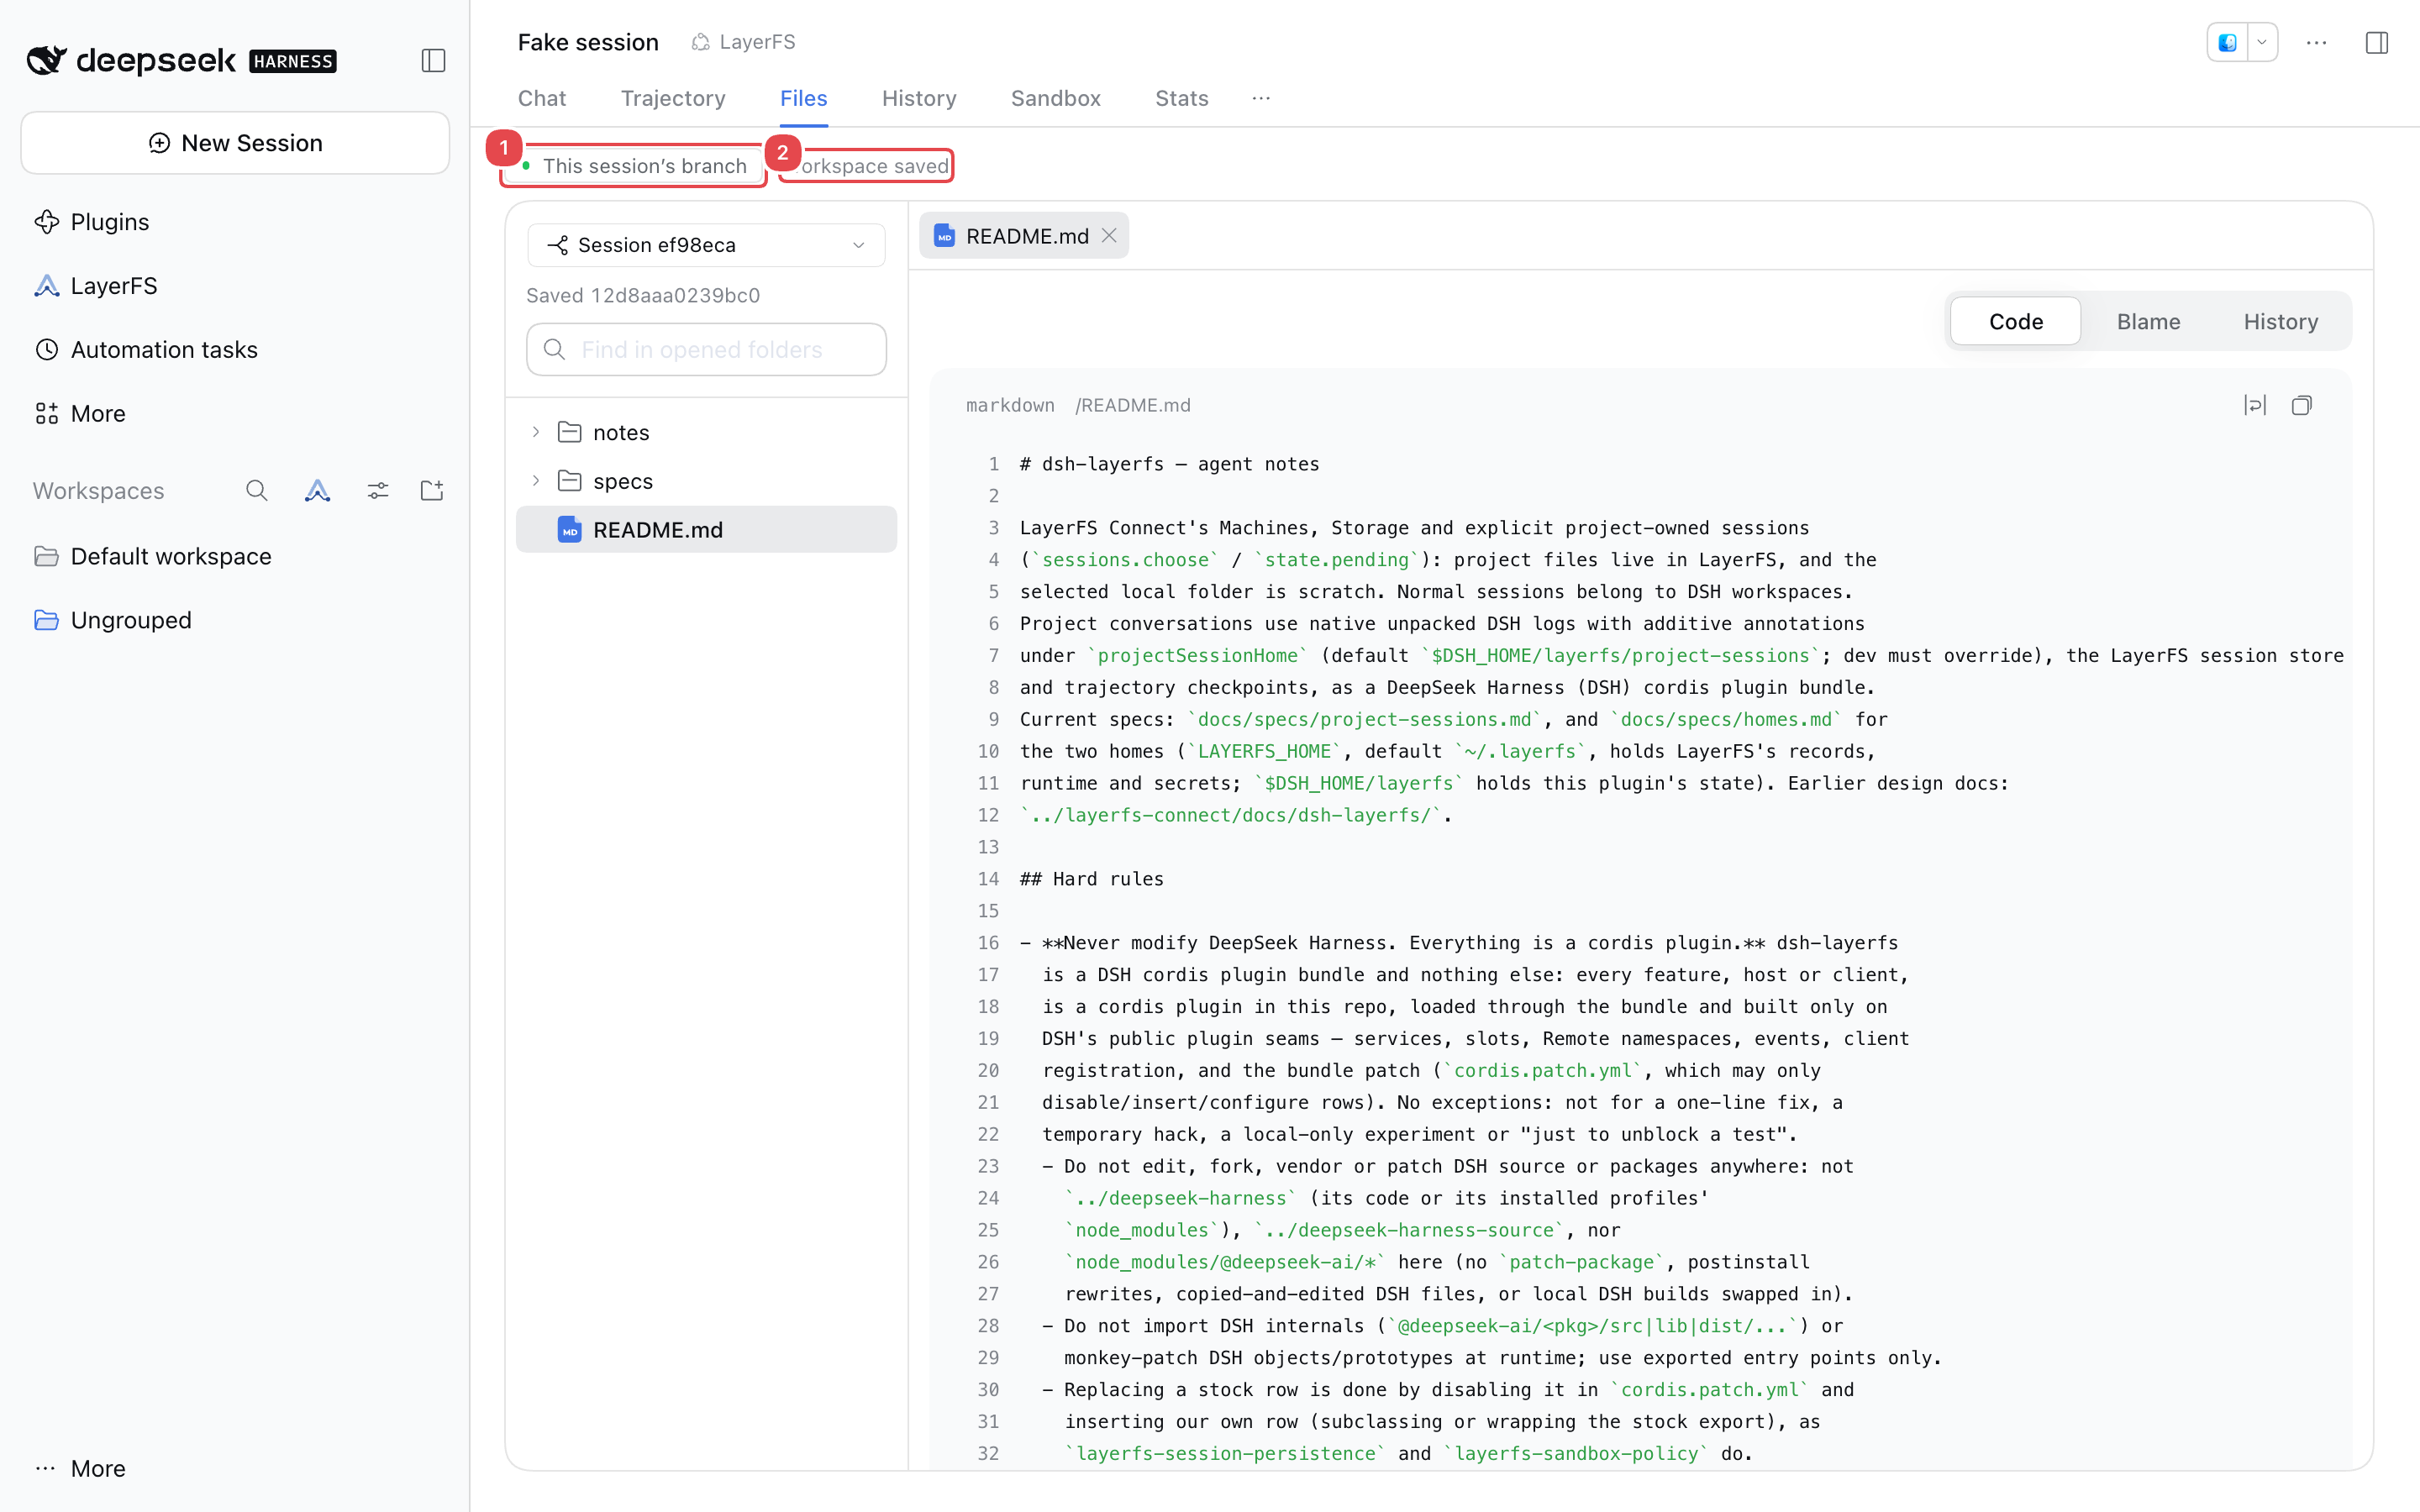 deepseek HARNESS
New Session
Plugins
LayerFS
Automation tasks
More
Workspaces
Default workspace
Ungrouped
More
Fake session LayerFS
Chat Trajectory Files History Sandbox Stats
1 This session's branch 2 orkspace saved
Session ef98eca
Saved 12d8aaa0239bc0
Find in opened folders
notes
specs
MD README.md
MD README.md
Code Blame History
markdown /README.md
1 # dsh-layerfs — agent notes
2
3 LayerFS Connect's Machines, Storage and explicit project-owned sessions
4 (`sessions.choose` / `state.pending`): project files live in LayerFS, and the
5 selected local folder is scratch. Normal sessions belong to DSH workspaces.
6 Project conversations use native unpacked DSH logs with additive annotations
7 under `projectSessionHome` (default `$DSH_HOME/layerfs/project-sessions`; dev must override), the LayerFS session store
8 and trajectory checkpoints, as a DeepSeek Harness (DSH) cordis plugin bundle.
9 Current specs: `docs/specs/project-sessions.md`, and `docs/specs/homes.md` for
10 the two homes (`LAYERFS_HOME`, default `~/.layerfs`, holds LayerFS's records,
11 runtime and secrets; `$DSH_HOME/layerfs` holds this plugin's state). Earlier design docs:
12 `../layerfs-connect/docs/dsh-layerfs/`.
13
14 ## Hard rules
15
16 - **Never modify DeepSeek Harness. Everything is a cordis plugin.** dsh-layerfs
17 is a DSH cordis plugin bundle and nothing else: every feature, host or client,
18 is a cordis plugin in this repo, loaded through the bundle and built only on
19 DSH's public plugin seams — services, slots, Remote namespaces, events, client
20 registration, and the bundle patch (`cordis.patch.yml`, which may only
21 disable/insert/configure rows). No exceptions: not for a one-line fix, a
22 temporary hack, a local-only experiment or "just to unblock a test".
23 - Do not edit, fork, vendor or patch DSH source or packages anywhere: not
24 `../deepseek-harness` (its code or its installed profiles'
25 `node_modules`), `../deepseek-harness-source`, nor
26 `node_modules/@deepseek-ai/*` here (no `patch-package`, postinstall
27 rewrites, copied-and-edited DSH files, or local DSH builds swapped in).
28 - Do not import DSH internals (`@deepseek-ai/<pkg>/src|lib|dist/...`) or
29 monkey-patch DSH objects/prototypes at runtime; use exported entry points only.
30 - Replacing a stock row is done by disabling it in `cordis.patch.yml` and
31 inserting our own row (subclassing or wrapping the stock export), as
32 `layerfs-session-persistence` and `layerfs-sandbox-policy` do.